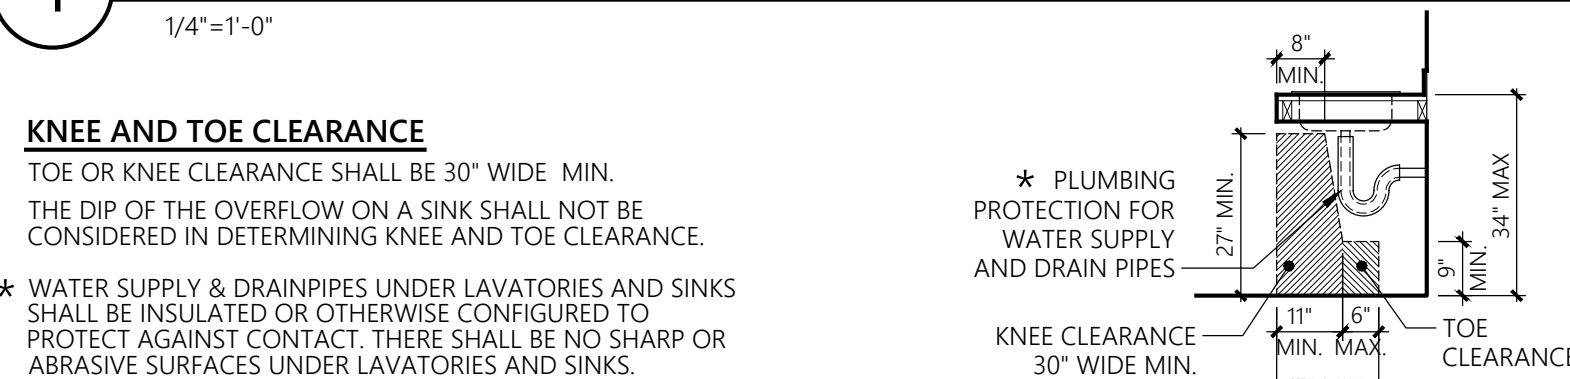 1/4"=1'-0"
KNEE AND TOE CLEARANCE
TOE OR KNEE CLEARANCE SHALL BE 30" WIDE MIN.
THE DIP OF THE OVERFLOW ON A SINK SHALL NOT BE
CONSIDERED IN DETERMINING KNEE AND TOE CLEARANCE.
* WATER SUPPLY & DRAINPIPES UNDER LAVATORIES AND SINKS
SHALL BE INSULATED OR OTHERWISE CONFIGURED TO
PROTECT AGAINST CONTACT. THERE SHALL BE NO SHARP OR
ABRASIVE SURFACES UNDER LAVATORIES AND SINKS.
8"
MIN.
* PLUMBING
PROTECTION FOR
WATER SUPPLY
AND DRAIN PIPES
27" MIN.
34" MAX
9"
MIN.
11"
MIN.
6"
MAX.
KNEE CLEARANCE
30" WIDE MIN.
TOE
CLEARANCE